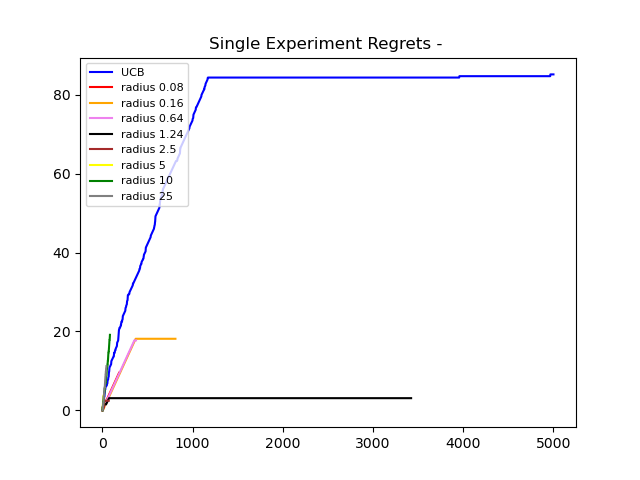 Single Experiment Regrets -
UCB
radius 0.08
radius 0.16
radius 0.64
radius 1.24
radius 2.5
radius 5
radius 10
radius 25
80
60
40
20
0
0 1000 2000 3000 4000 5000